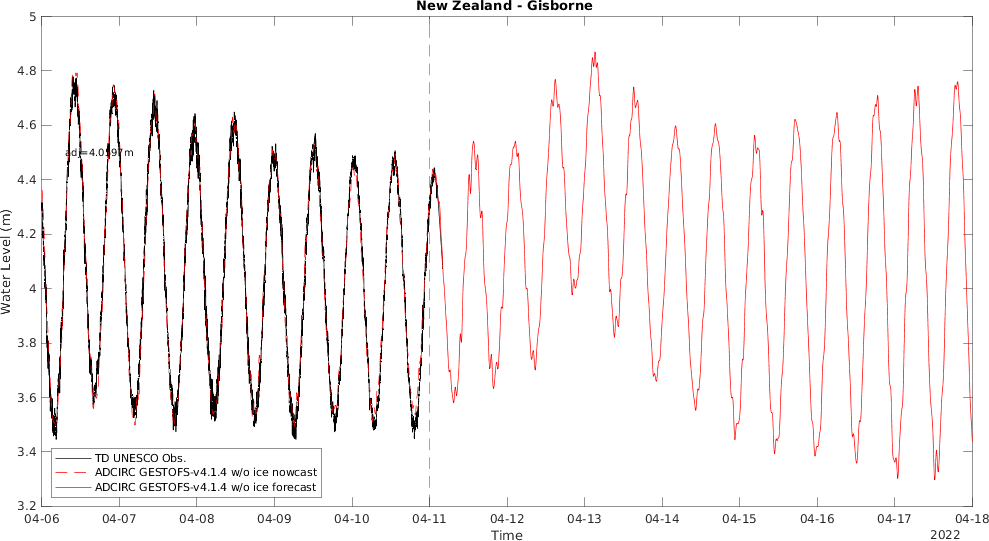 New Zealand - Gisborne
5
4.8
4.6
4.4
4.2
4
3.8
3.6
3.4
3.2
Water Level (m)
TD UNESCO Obs.
ADCIRC GESTOFS-v4.1.4 w/o ice nowcast
ADCIRC GESTOFS-v4.1.4 w/o ice forecast
04-06 04-07 04-08 04-09 04-10 04-11 04-12 04-13 04-14 04-15 04-16 04-17 04-18
Time
2022